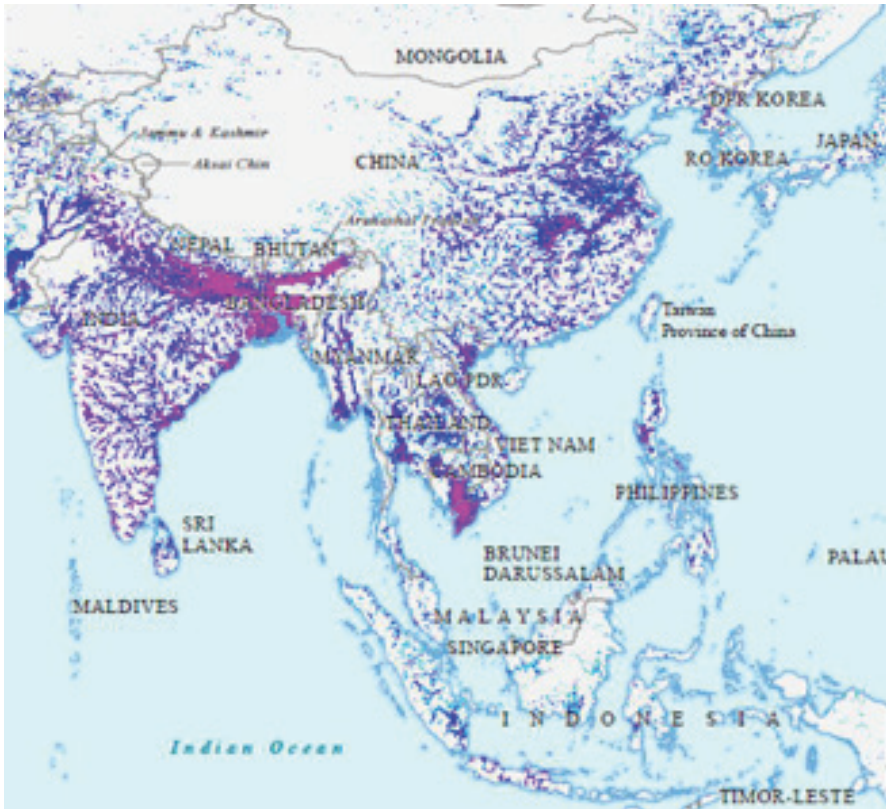 MONGOLIA
DPR KOREA
Jammu & Kashmir
JAPAN
CHINA
RO KOREA
Aksai Chin
Arunashal Pradesh
NEPAL
BHUTAN
BANGLADESH
INDIA
Taiwan
Province of China
MYANMAR
LAO PDR
THAILAND
VIET NAM
CAMBODIA
PHILIPPINES
SRI
LANKA
BRUNEI
DARUSSALAM
PALAU
MALDIVES
MALAYSIA
SINGAPORE
INDONESIA
Indian Ocean
TIMOR-LESTE